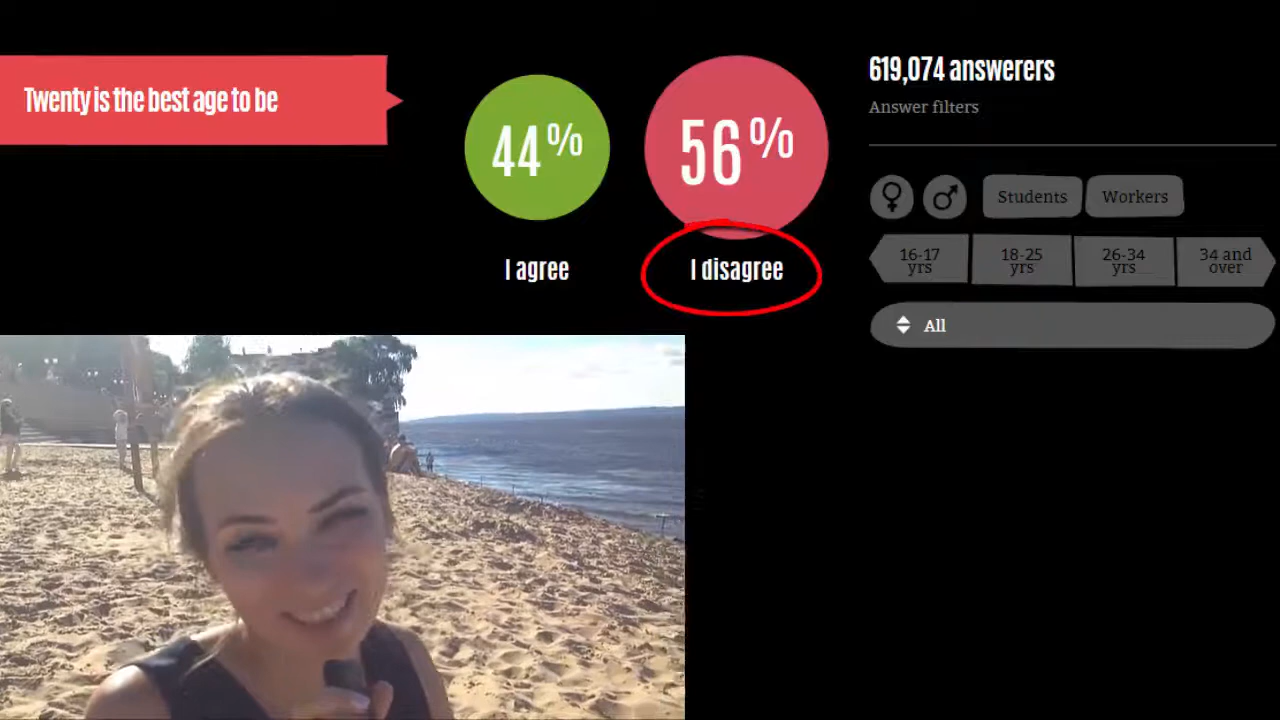 Twenty is the best age to be
44%
56%
I agree
I disagree
619,074 answerers
Answer filters
Students
Workers
16-17
yrs
18-25
yrs
26-34
yrs
34 and
over
All